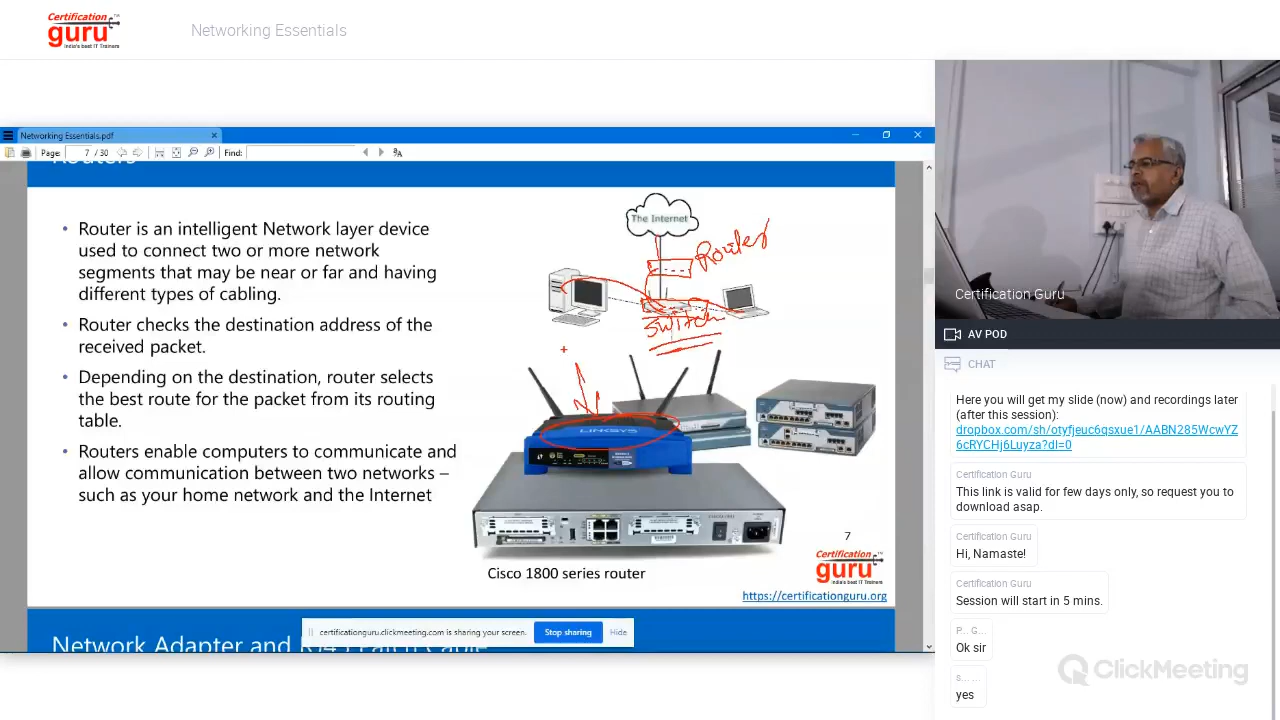 Certification
guru
India's best IT Trainers
Networking Essentials
Networking Essentials.pdf
Page: 7 / 30 Find:
Routers
• Router is an intelligent Network layer device
used to connect two or more network
segments that may be near or far and having
different types of cabling.
• Router checks the destination address of the
received packet.
• Depending on the destination, router selects
the best route for the packet from its routing
table.
• Routers enable computers to communicate and
allow communication between two networks –
such as your home network and the Internet
The Internet
Router
Switch
LINKSYS
Cisco 1800 series router
7
Certification
guru
India's best IT Trainers
https://certificationguru.org
Network Adapter and RJ45 Patch Cable
certificationguru.clickmeeting.com is sharing your screen. Stop sharing Hide
Certification Guru
AV POD
CHAT
Here you will get my slide (now) and recordings later
(after this session):
dropbox.com/sh/otyfjeuc6qsxue1/AABN285WcwYZ
6cRYCHj6Luyza?dl=0
Certification Guru
This link is valid for few days only, so request you to
download asap.
Certification Guru
Hi, Namaste!
Certification Guru
Session will start in 5 mins.
P... G...
Ok sir
s... ...
yes
ClickMeeting